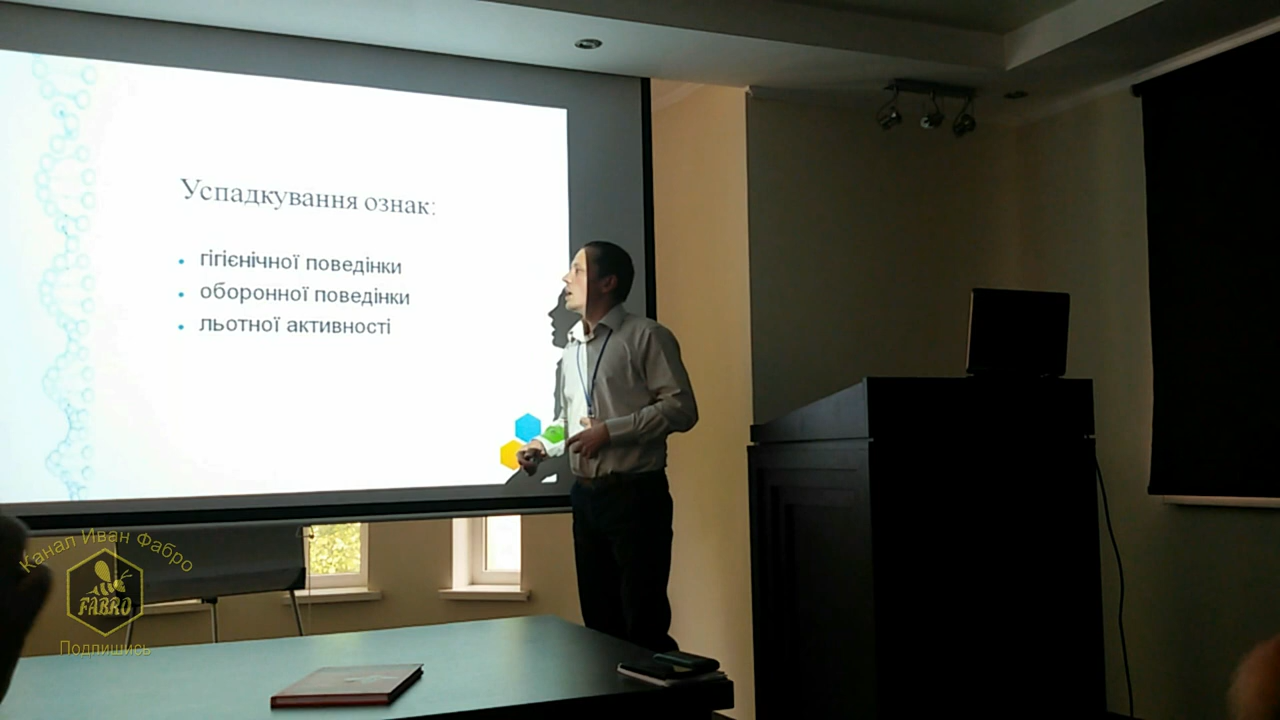 Успадкування ознак:
гігієнічної поведінки
оборонної поведінки
льотної активності
Канал Иван Фабро
FABRO
Подпишись